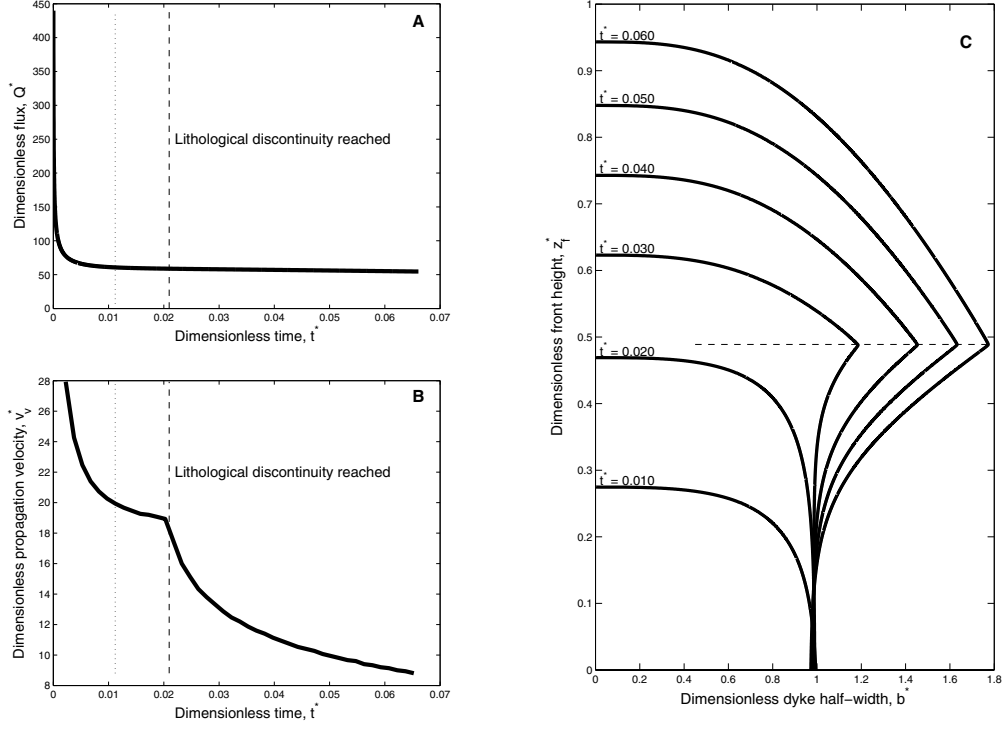 A
450
400
350
300
250
200
150
100
50
0
Dimensionless flux, Q*
Lithological discontinuity reached
0 0.01 0.02 0.03 0.04 0.05 0.06 0.07
Dimensionless time, t*
B
28
26
24
22
20
18
16
14
12
10
8
Dimensionless propagation velocity, v*v
Lithological discontinuity reached
0 0.01 0.02 0.03 0.04 0.05 0.06 0.07
Dimensionless time, t*
C
1
0.9
0.8
0.7
0.6
0.5
0.4
0.3
0.2
0.1
0
Dimensionless front height, z*f
t* = 0.060
t* = 0.050
t* = 0.040
t* = 0.030
t* = 0.020
t* = 0.010
0 0.2 0.4 0.6 0.8 1 1.2 1.4 1.6 1.8
Dimensionless dyke half−width, b*